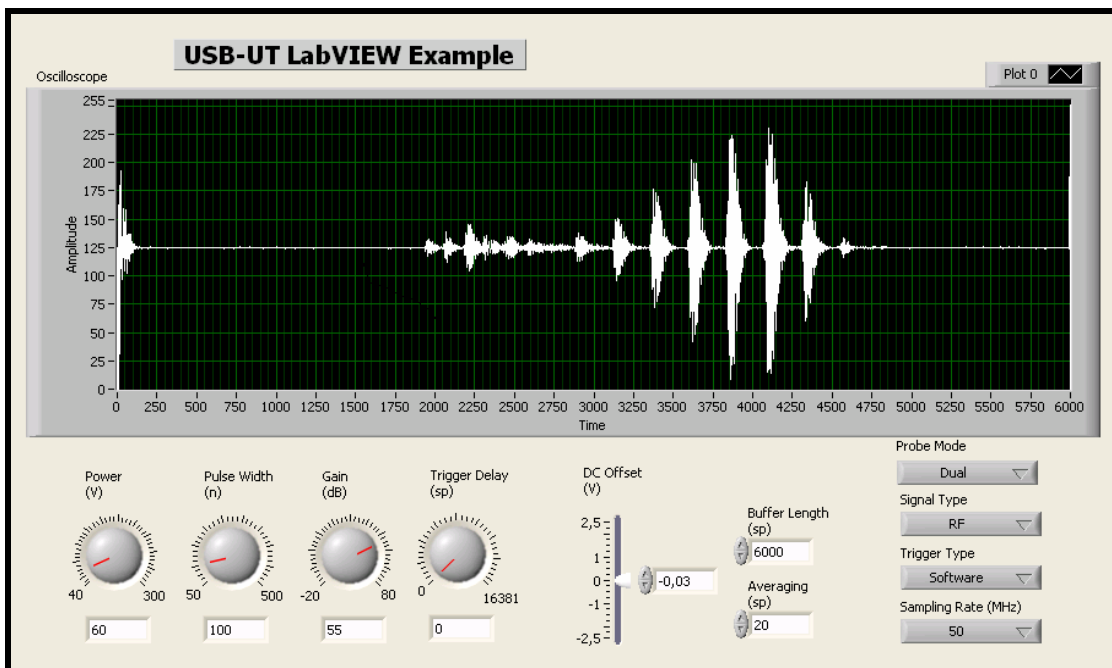 USB-UT LabVIEW Example
Oscilloscope
Plot 0
255
225
200
175
150
125
100
75
50
25
0
Amplitude
0 250 500 750 1000 1250 1500 1750 2000 2250 2500 2750 3000 3250 3500 3750 4000 4250 4500 4750 5000 5250 5500 5750 6000
Time
Power
(V)
40 300
60
Pulse Width
(n)
50 500
100
Gain
(dB)
-20 80
55
Trigger Delay
(sp)
0 16381
0
DC Offset
(V)
2,5
1
0
-1
-2,5
-0,03
Buffer Length
(sp)
6000
Averaging
(sp)
20
Probe Mode
Dual
Signal Type
RF
Trigger Type
Software
Sampling Rate (MHz)
50